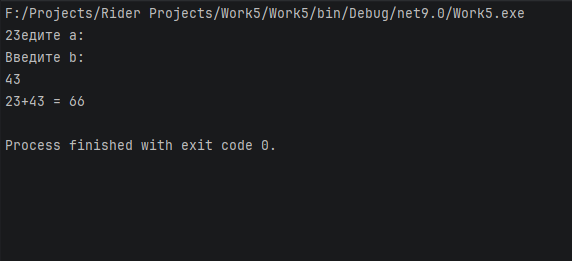 F:/Projects/Rider Projects/Work5/Work5/bin/Debug/net9.0/Work5.exe
23едите a:
Введите b:
43
23+43 = 66
Process finished with exit code 0.